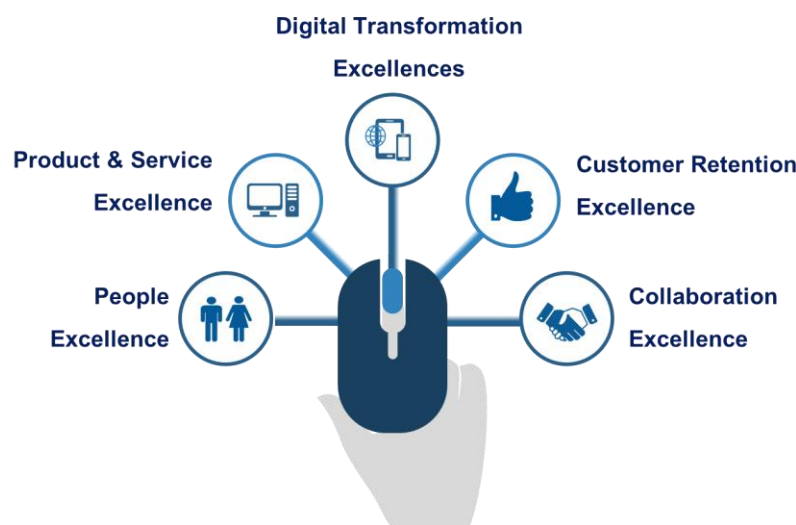 Digital Transformation
Excellences
Product & Service
Excellence
Customer Retention
Excellence
People
Excellence
Collaboration
Excellence